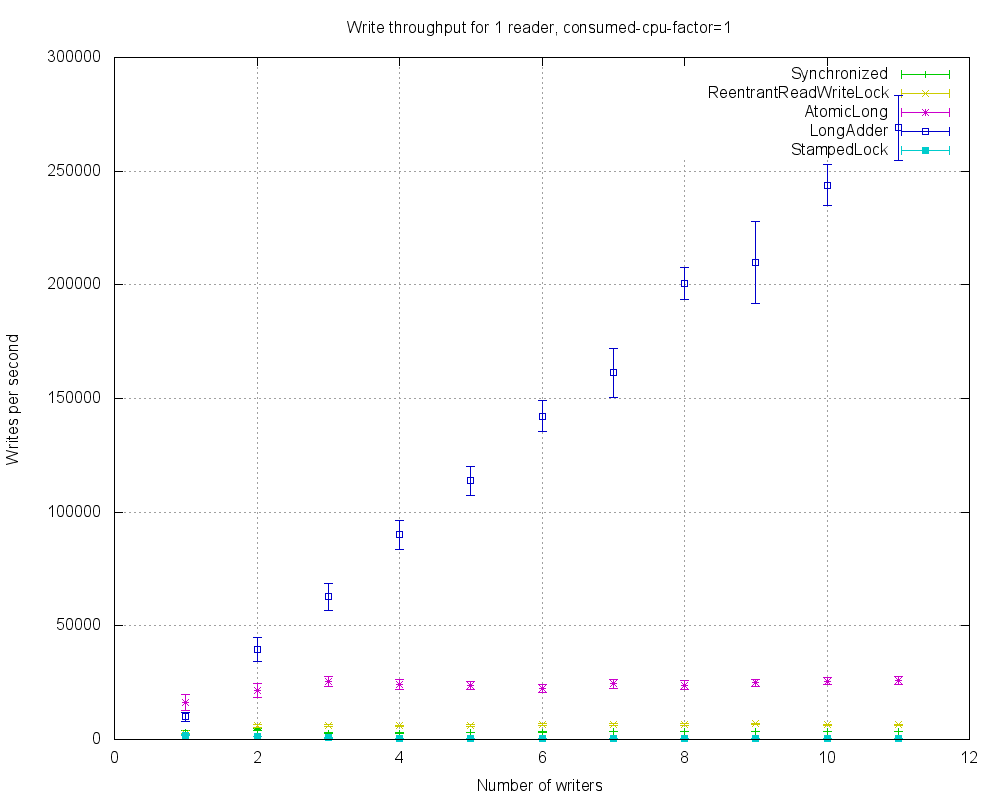 Write throughput for 1 reader, consumed-cpu-factor=1
300000
250000
200000
150000
100000
50000
0
Writes per second
Synchronized
ReentrantReadWriteLock
AtomicLong
LongAdder
StampedLock
0 2 4 6 8 10 12
Number of writers